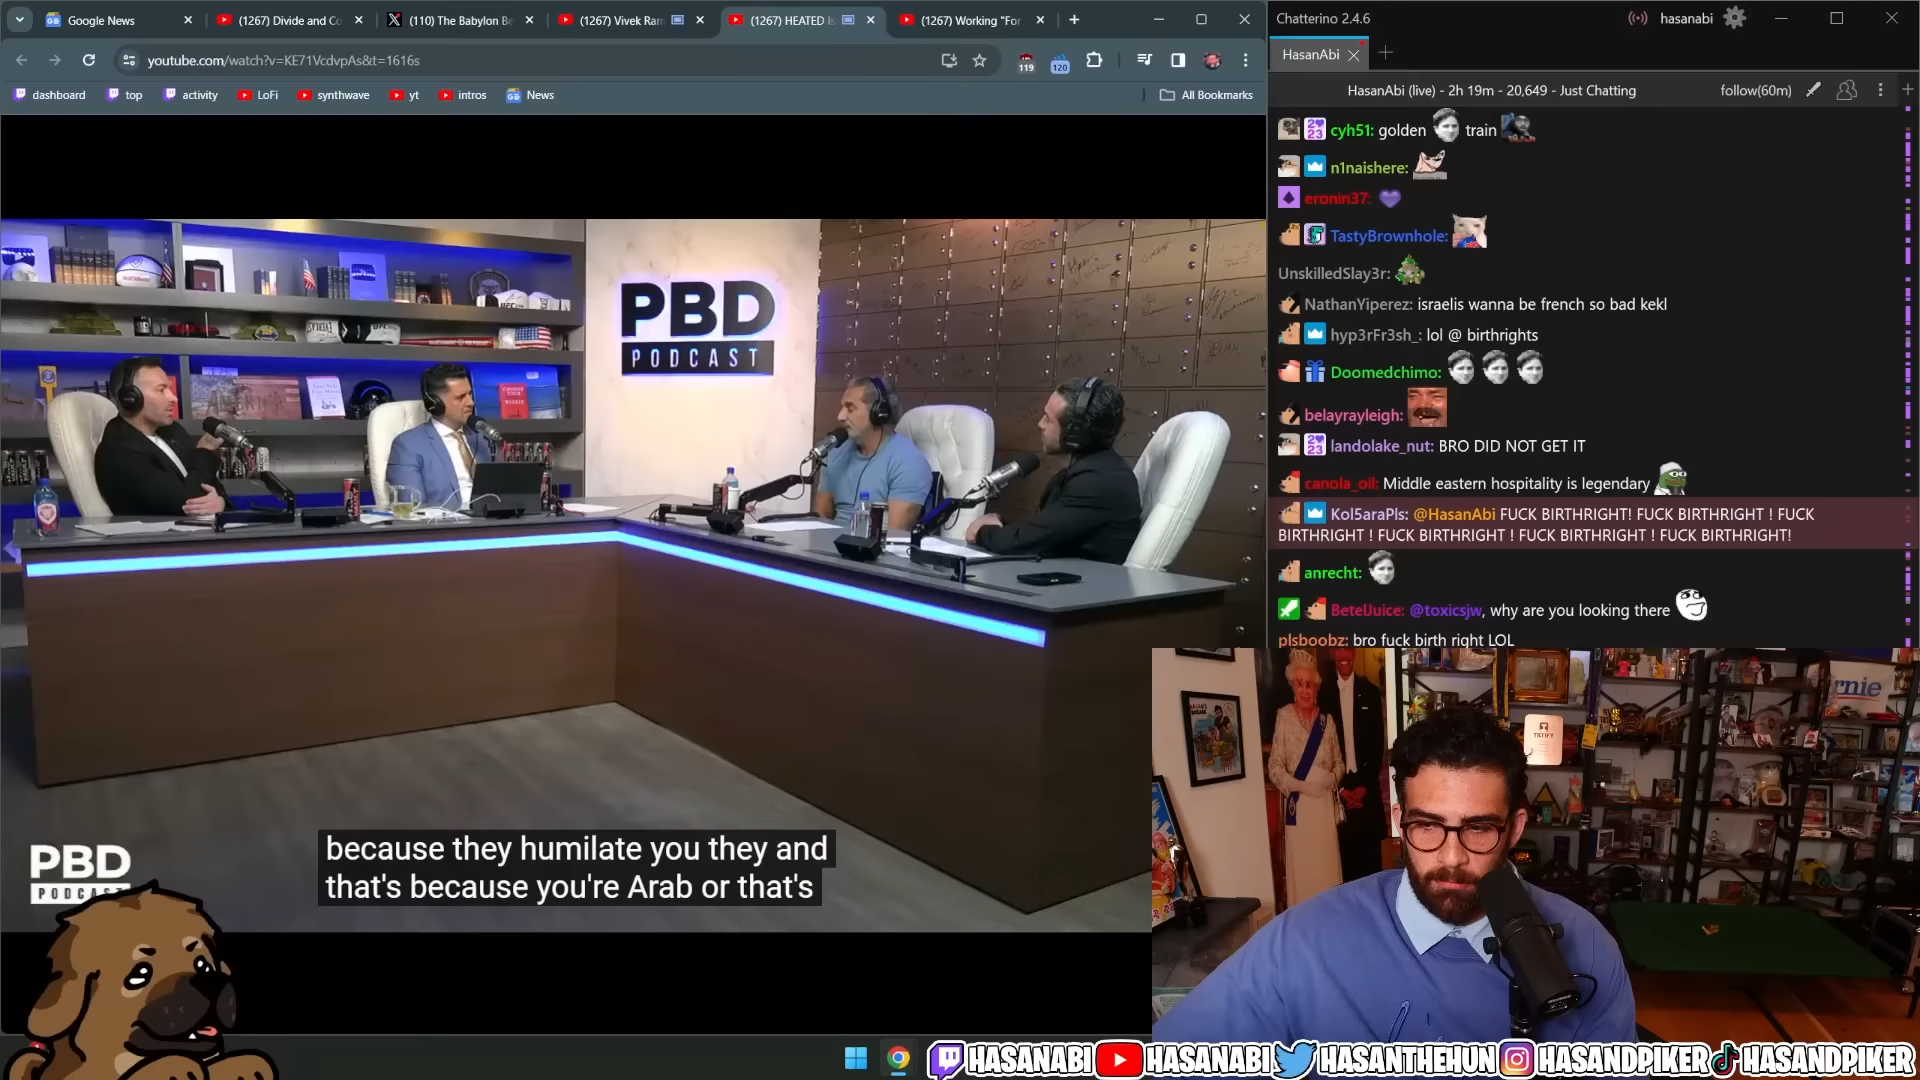 Google News
(1267) Divide and Co
(110) The Babylon Be
(1267) Vivek Ram
(1267) HEATED Is
(1267) Working "For
youtube.com/watch?v=KE71VcdvpAs&t=1616s
119
120
dashboard
top
activity
LoFi
synthwave
yt
intros
News
All Bookmarks
PBD
PODCAST
because they humilate you they and
that's because you're Arab or that's
PBD
PODCAST
Chatterino 2.4.6
hasanabi
HasanAbi
HasanAbi (live) - 2h 19m - 20,649 - Just Chatting
follow(60m)
cyh51: golden train
n1naishere:
eronin37:
TastyBrownhole:
UnskilledSlay3r:
NathanYiperez: israelis wanna be french so bad kekl
hyp3rFr3sh_: lol @ birthrights
Doomedchimo:
belayrayleigh:
landolake_nut: BRO DID NOT GET IT
canola_oil: Middle eastern hospitality is legendary
Kol5araPls: @HasanAbi FUCK BIRTHRIGHT! FUCK BIRTHRIGHT ! FUCK
BIRTHRIGHT ! FUCK BIRTHRIGHT ! FUCK BIRTHRIGHT ! FUCK BIRTHRIGHT!
anrecht:
BetelJuice: @toxicsjw, why are you looking there
plsboobz: bro fuck birth right LOL
TILTIFY
HASANABI
HASANABI
HASANTHEHUN
HASANDPIKER
HASANDPIKER